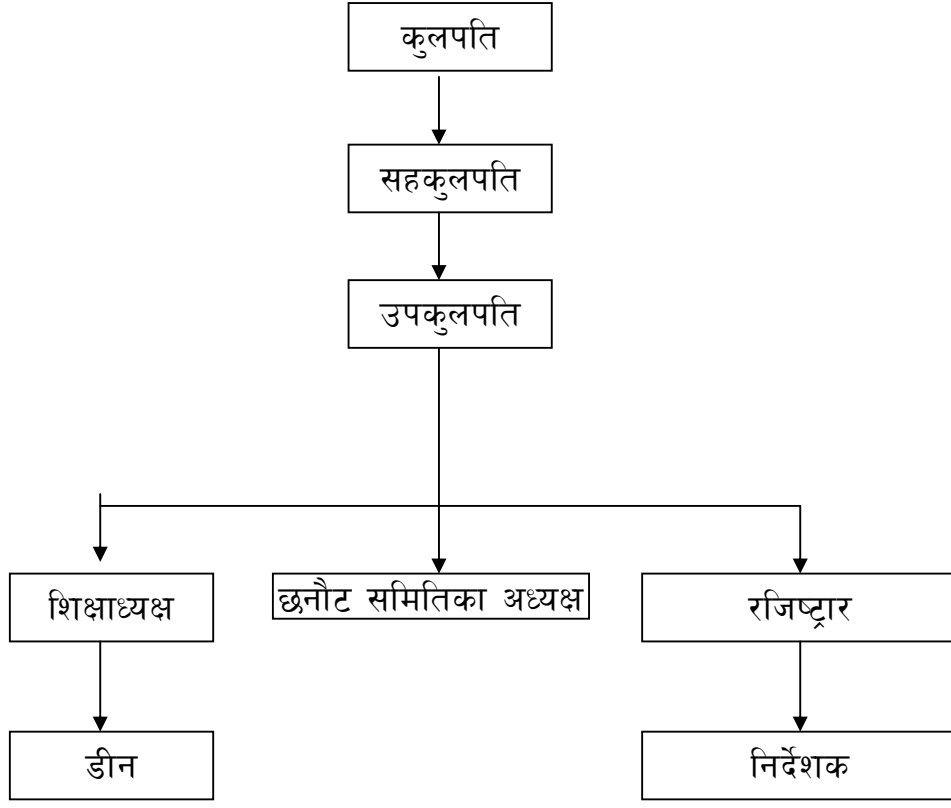 कुलपति
सहकुलपति
उपकुलपति
शिक्षाध्यक्ष
छनौट समितिका अध्यक्ष
रजिष्ट्रार
डीन
निर्देशक